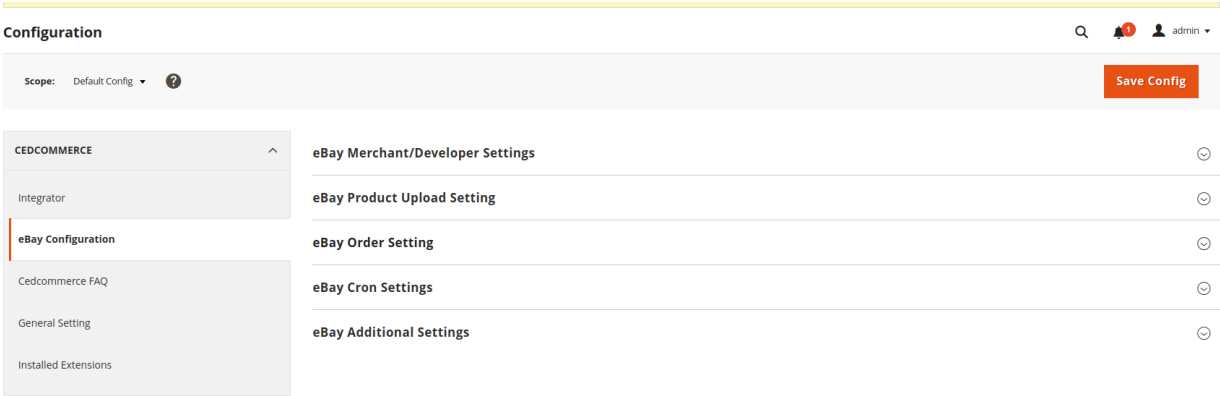 Configuration
1
admin
Scope: Default Config ?
Save Config
CEDCOMMERCE
Integrator
eBay Configuration
Cedcommerce FAQ
General Setting
Installed Extensions
eBay Merchant/Developer Settings
eBay Product Upload Setting
eBay Order Setting
eBay Cron Settings
eBay Additional Settings